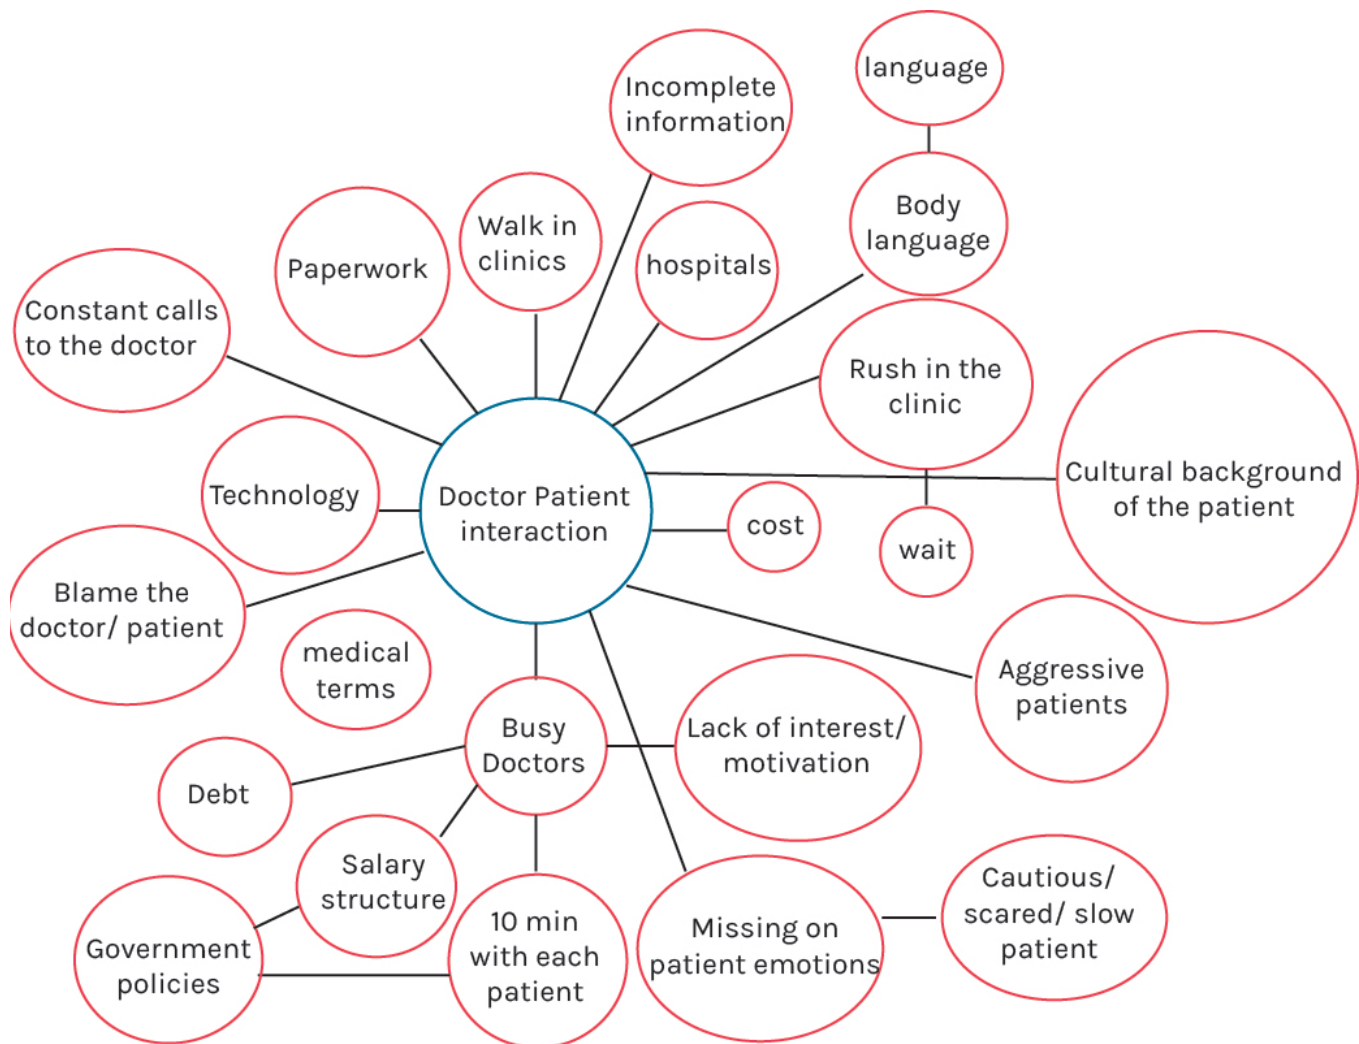 language
Incomplete
information
Body
language
Walk in
clinics
hospitals
Paperwork
Constant calls
to the doctor
Rush in the
clinic
Cultural background
of the patient
Technology
Doctor Patient
interaction
cost
wait
Blame the
doctor/ patient
medical
terms
Aggressive
patients
Busy
Doctors
Lack of interest/
motivation
Debt
Salary
structure
Cautious/
scared/ slow
patient
10 min
with each
patient
Missing on
patient emotions
Government
policies